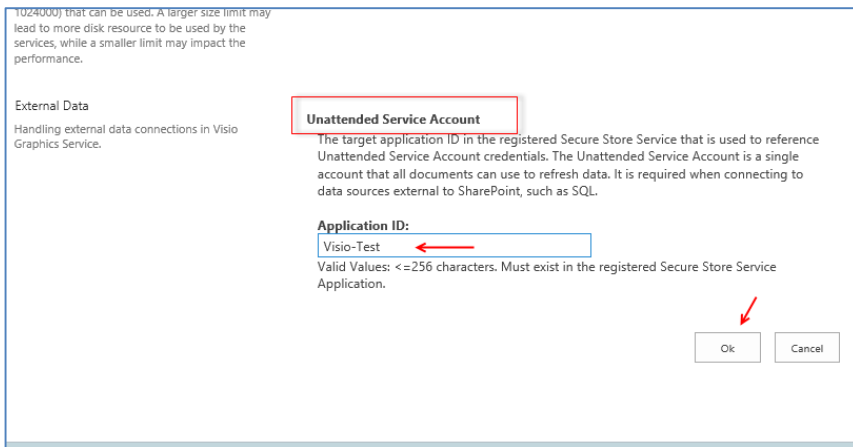 1024000) that can be used. A larger size limit may
lead to more disk resource to be used by the
services, while a smaller limit may impact the
performance.
External Data
Handling external data connections in Visio
Graphics Service.
Unattended Service Account
The target application ID in the registered Secure Store Service that is used to reference
Unattended Service Account credentials. The Unattended Service Account is a single
account that all documents can use to refresh data. It is required when connecting to
data sources external to SharePoint, such as SQL.
Application ID:
Visio-Test
Valid Values: <=256 characters. Must exist in the registered Secure Store Service
Application.
Ok
Cancel